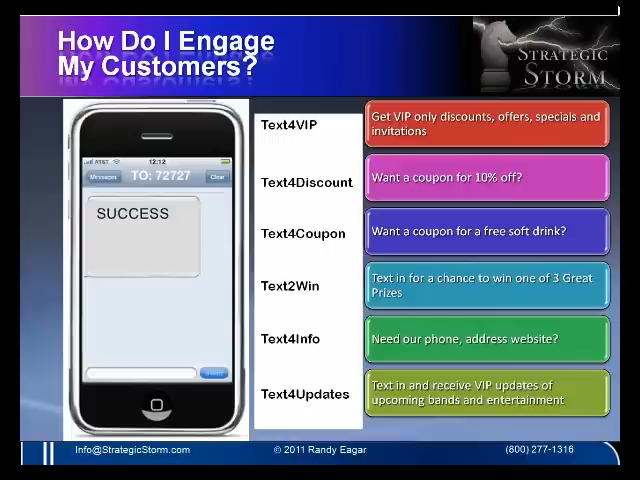 How Do I Engage
My Customers?
STRATEGIC
STORM
AT&T 12:12
Messages TO: 72727 Clear
SUCCESS
Text4VIP
Get VIP only discounts, offers, specials and
invitations
Text4Discount
Want a coupon for 10% off?
Text4Coupon
Want a coupon for a free soft drink?
Text2Win
Text in for a chance to win one of 3 Great
Prizes
Text4Info
Need our phone, address website?
Text4Updates
Text in and receive VIP updates of
upcoming bands and entertainment
Info@StrategicStorm.com
© 2011 Randy Eagar
(800) 277-1316